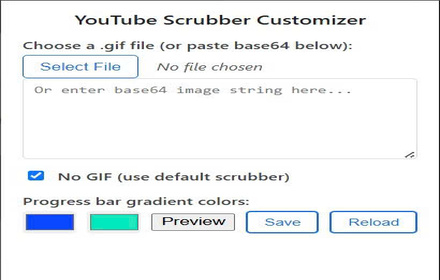 YouTube Scrubber Customizer
Choose a .gif file (or paste base64 below):
Select File No file chosen
Or enter base64 image string here...
No GIF (use default scrubber)
Progress bar gradient colors:
Preview Save Reload